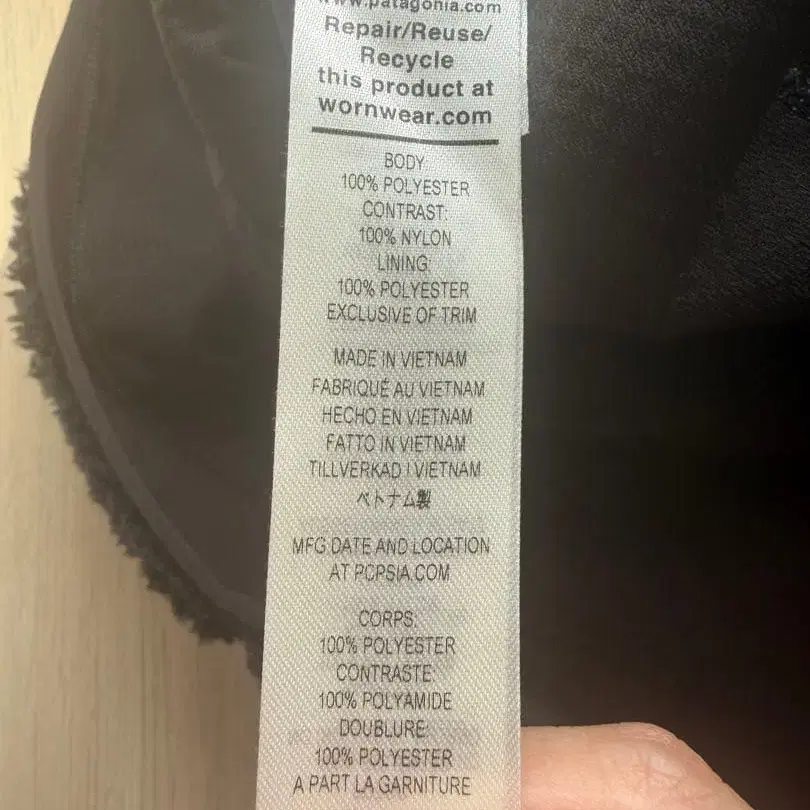 www.patagonia.com
Repair/Reuse/
Recycle
this product at
wornwear.com
BODY
100% POLYESTER
CONTRAST:
100% NYLON
LINING
100% POLYESTER
EXCLUSIVE OF TRIM
MADE IN VIETNAM
FABRIQUÉ AU VIETNAM
HECHO EN VIETNAM
FATTO IN VIETNAM
TILLVERKAD I VIETNAM
ベトナム製
MFG DATE AND LOCATION
AT PCPSIA.COM
CORPS:
100% POLYESTER
CONTRASTE:
100% POLYAMIDE
DOUBLURE:
100% POLYESTER
A PART LA GARNITURE